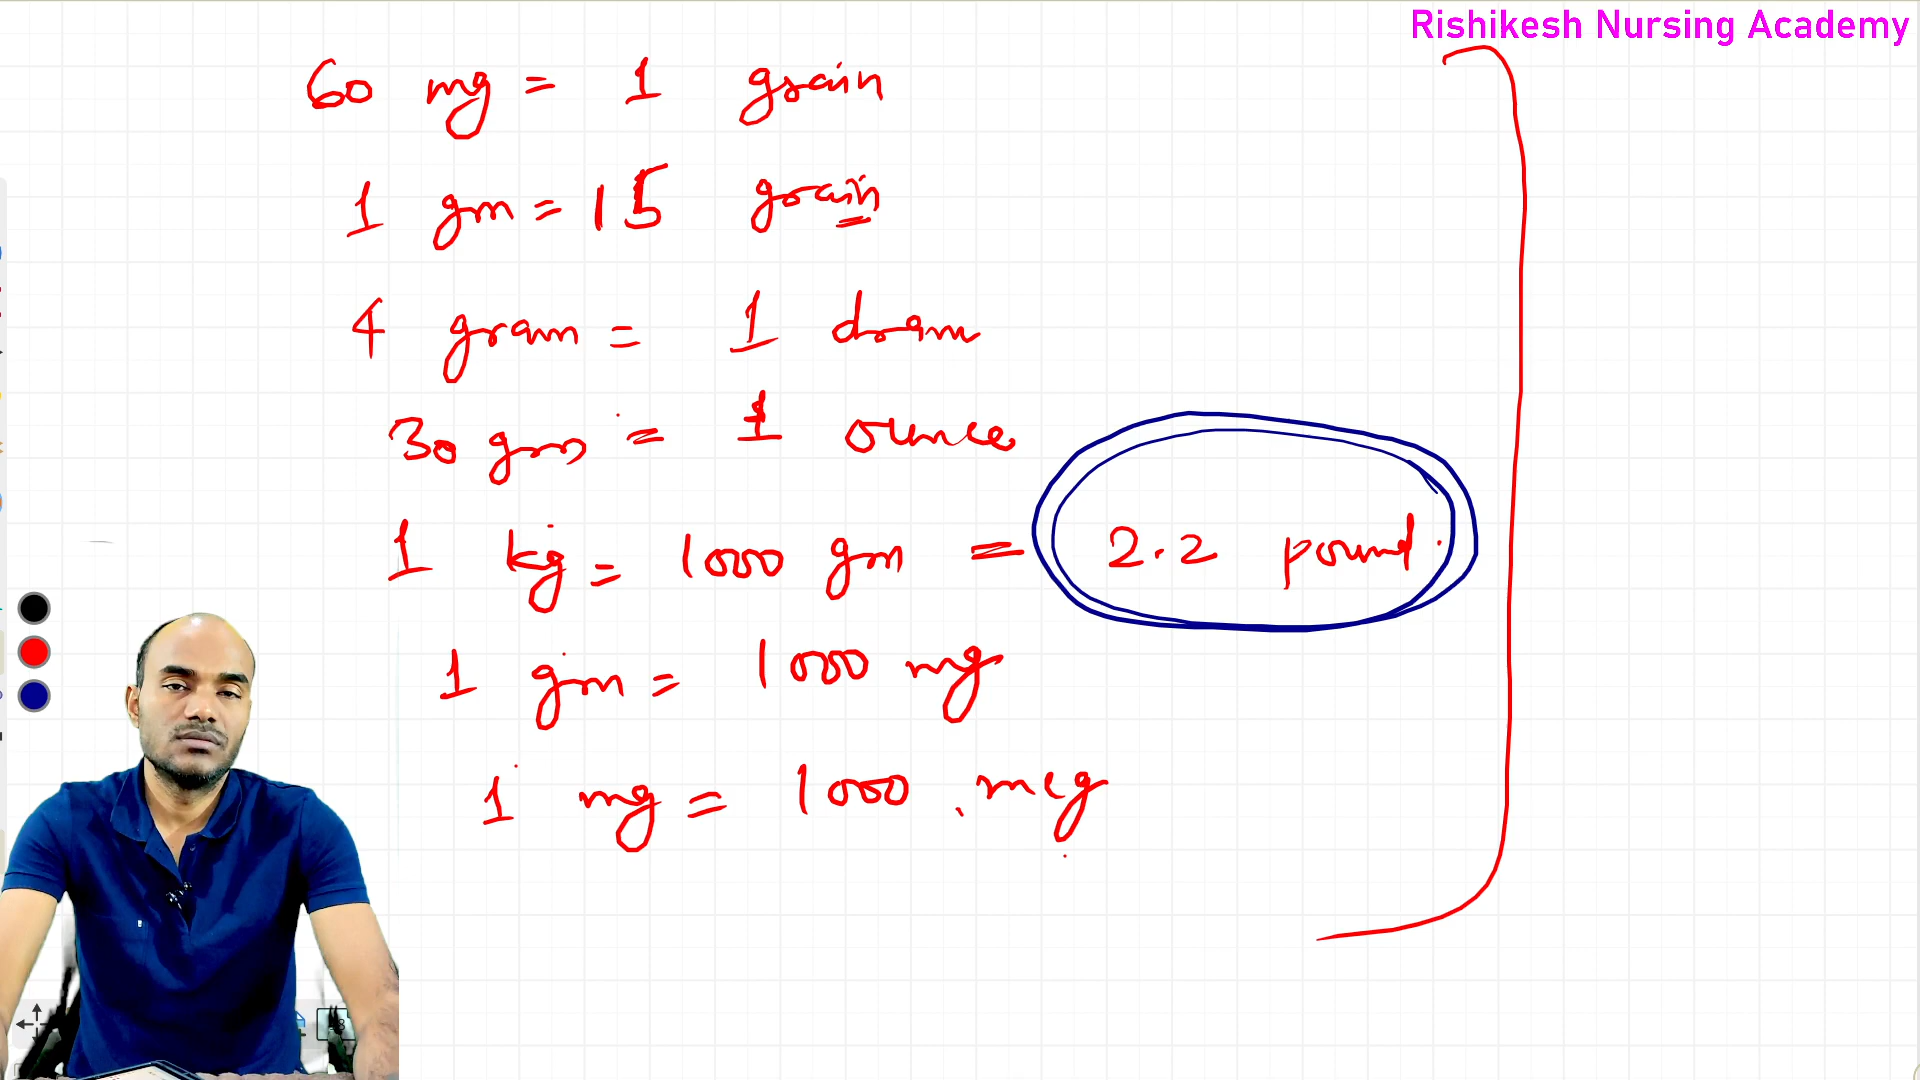 Rishikesh Nursing Academy
60 mg = 1 grain
1 gm = 15 grain
4 gram = 1 dram
30 gm = 1 ounce
1 kg = 1000 gm = 2.2 pound.
1 gm = 1000 mg
1 mg = 1000 mcg